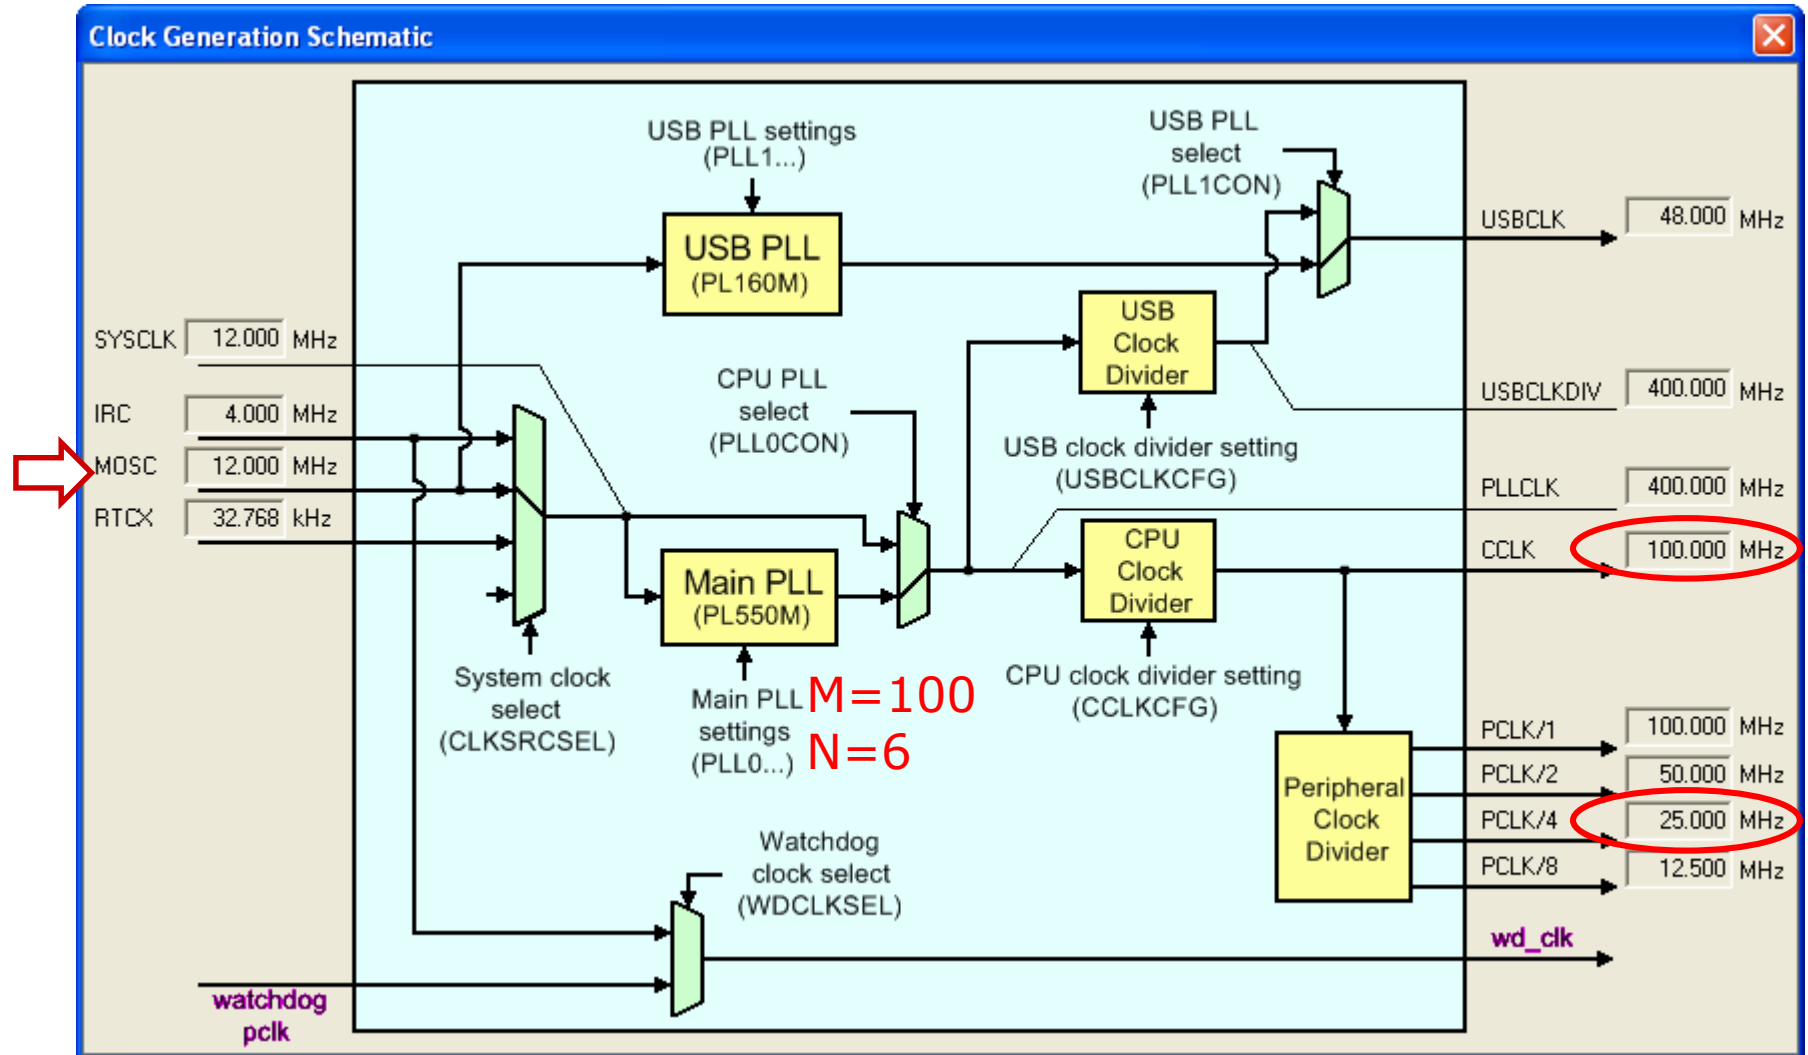 Clock Generation Schematic
USB PLL settings
(PLL1...)
USB PLL
select
(PLL1CON)
USB PLL
(PL160M)
USBCLK 48.000 MHz
USB
Clock
Divider
SYSCLK 12.000 MHz
CPU PLL
select
(PLL0CON)
USBCLKDIV 400.000 MHz
IRC 4.000 MHz
USB clock divider setting
(USBCLKCFG)
MOSC 12.000 MHz
PLLCLK 400.000 MHz
RTCX 32.768 kHz
CPU
Clock
Divider
CCLK 100.000 MHz
Main PLL
(PL550M)
System clock
select
(CLKSRCSEL)
Main PLL
settings
(PLL0...)
M=100
N=6
CPU clock divider setting
(CCLKCFG)
PCLK/1 100.000 MHz
PCLK/2 50.000 MHz
Peripheral
Clock
Divider
PCLK/4 25.000 MHz
PCLK/8 12.500 MHz
Watchdog
clock select
(WDCLKSEL)
wd_clk
watchdog
pclk